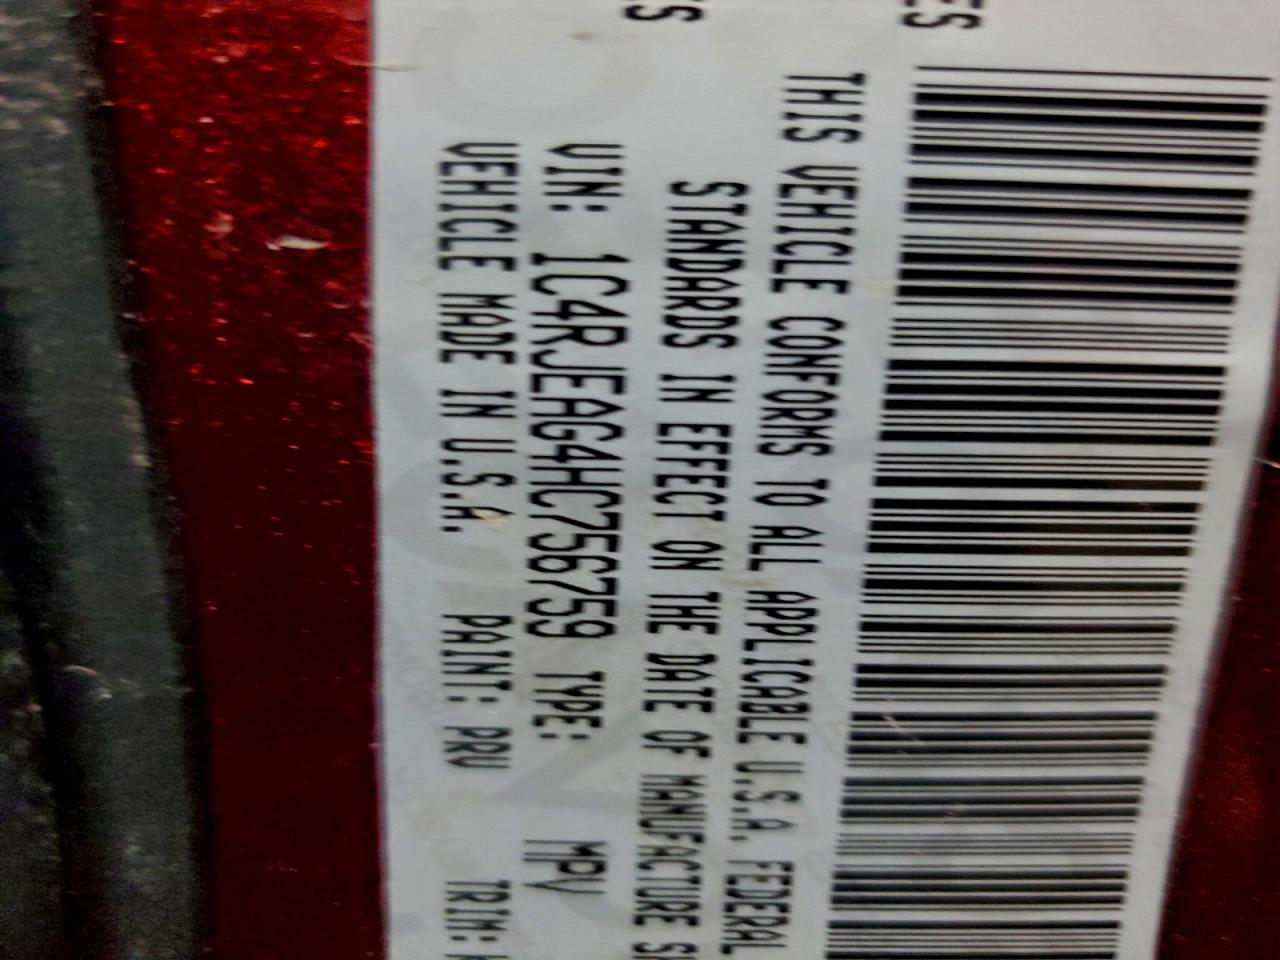 THIS VEHICLE CONFORMS TO ALL APPLICABLE U.S.A. FEDERAL
STANDARDS IN EFFECT ON THE DATE OF MANUFACTURE
VIN: 1C4RJEAG4HC756759 TYPE: MPV
VEHICLE MADE IN U.S.A. PAINT: PRV TRIM: